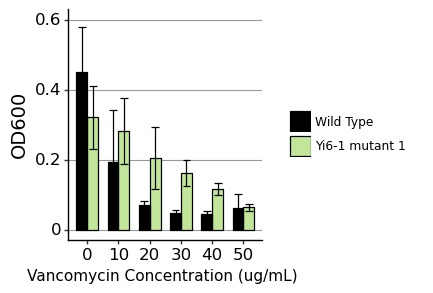 0.6
0.4
0.2
0
OD600
0 10 20 30 40 50
Vancomycin Concentration (ug/mL)
Wild Type
Yi6-1 mutant 1